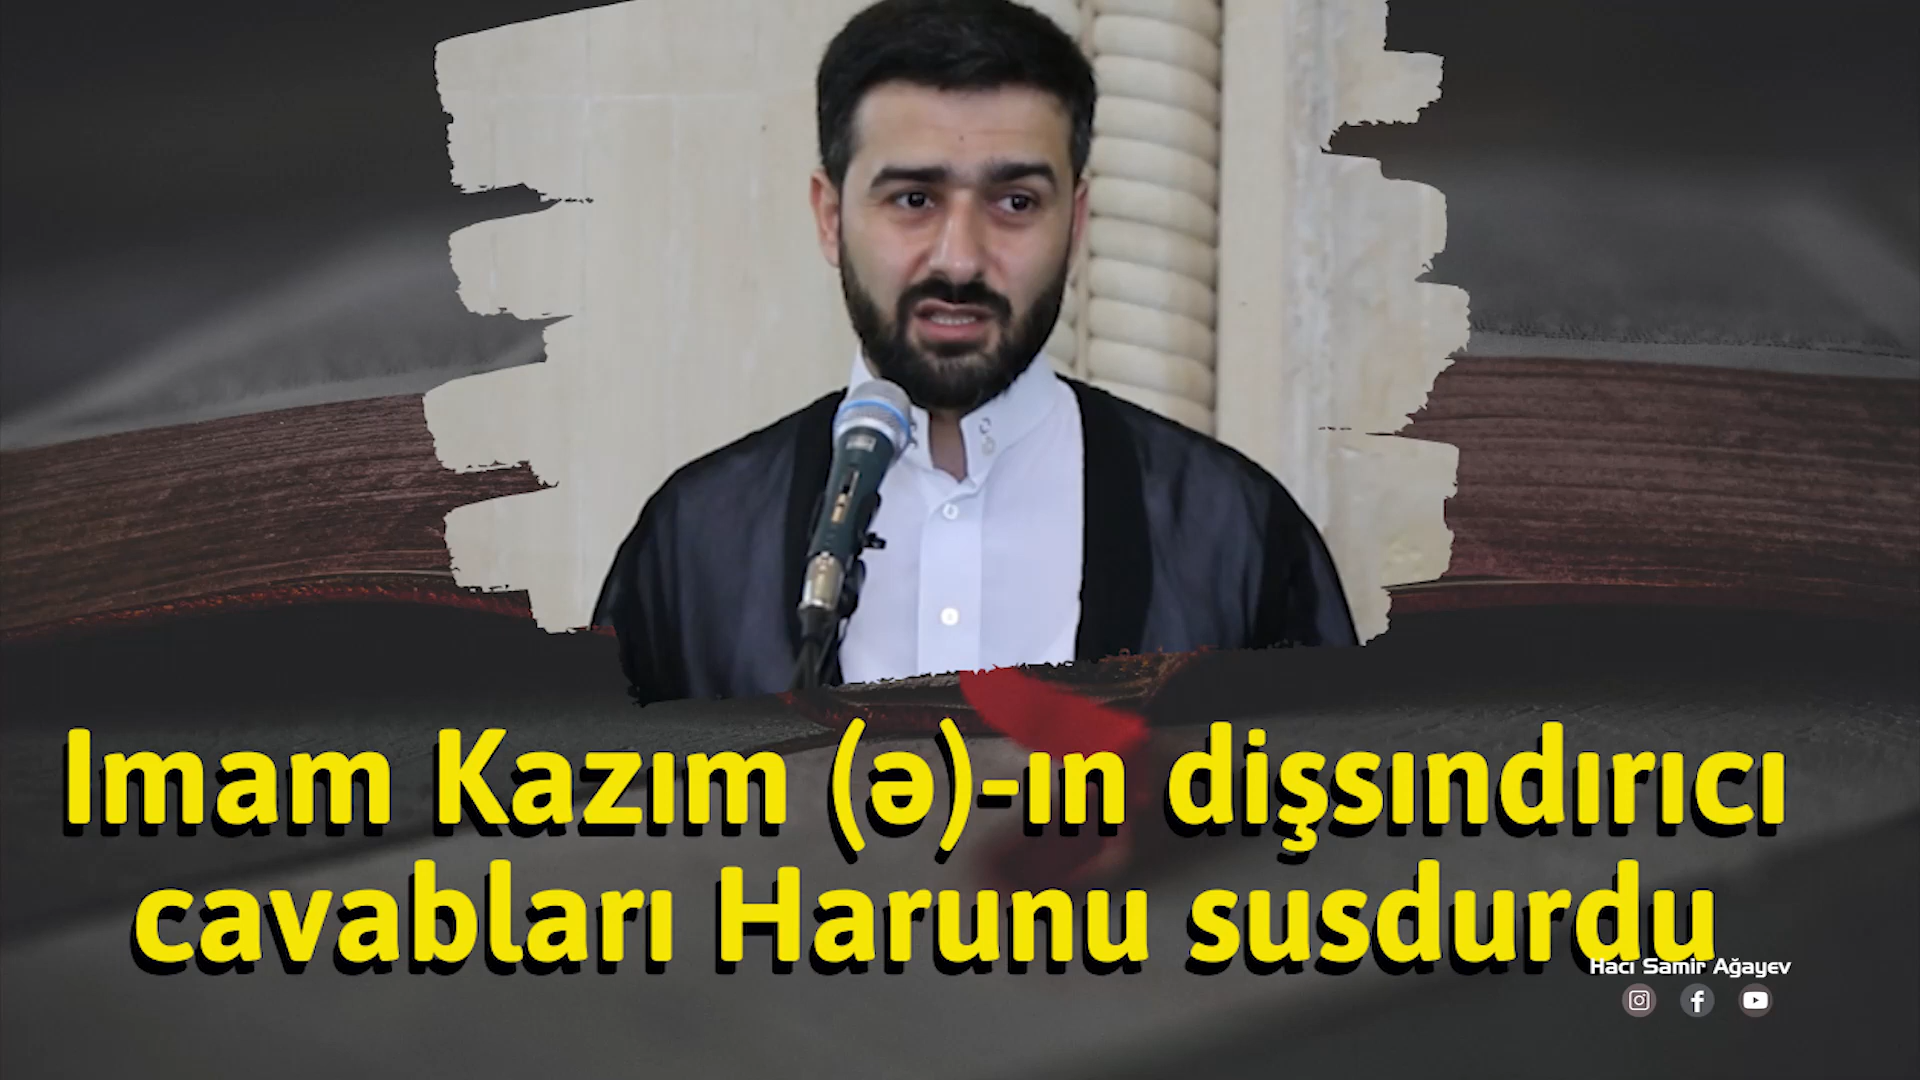 Imam Kazım (ə)-ın dişsındırıcı
cavabları Harunu susdurdu
Hacı Samir Ağayev